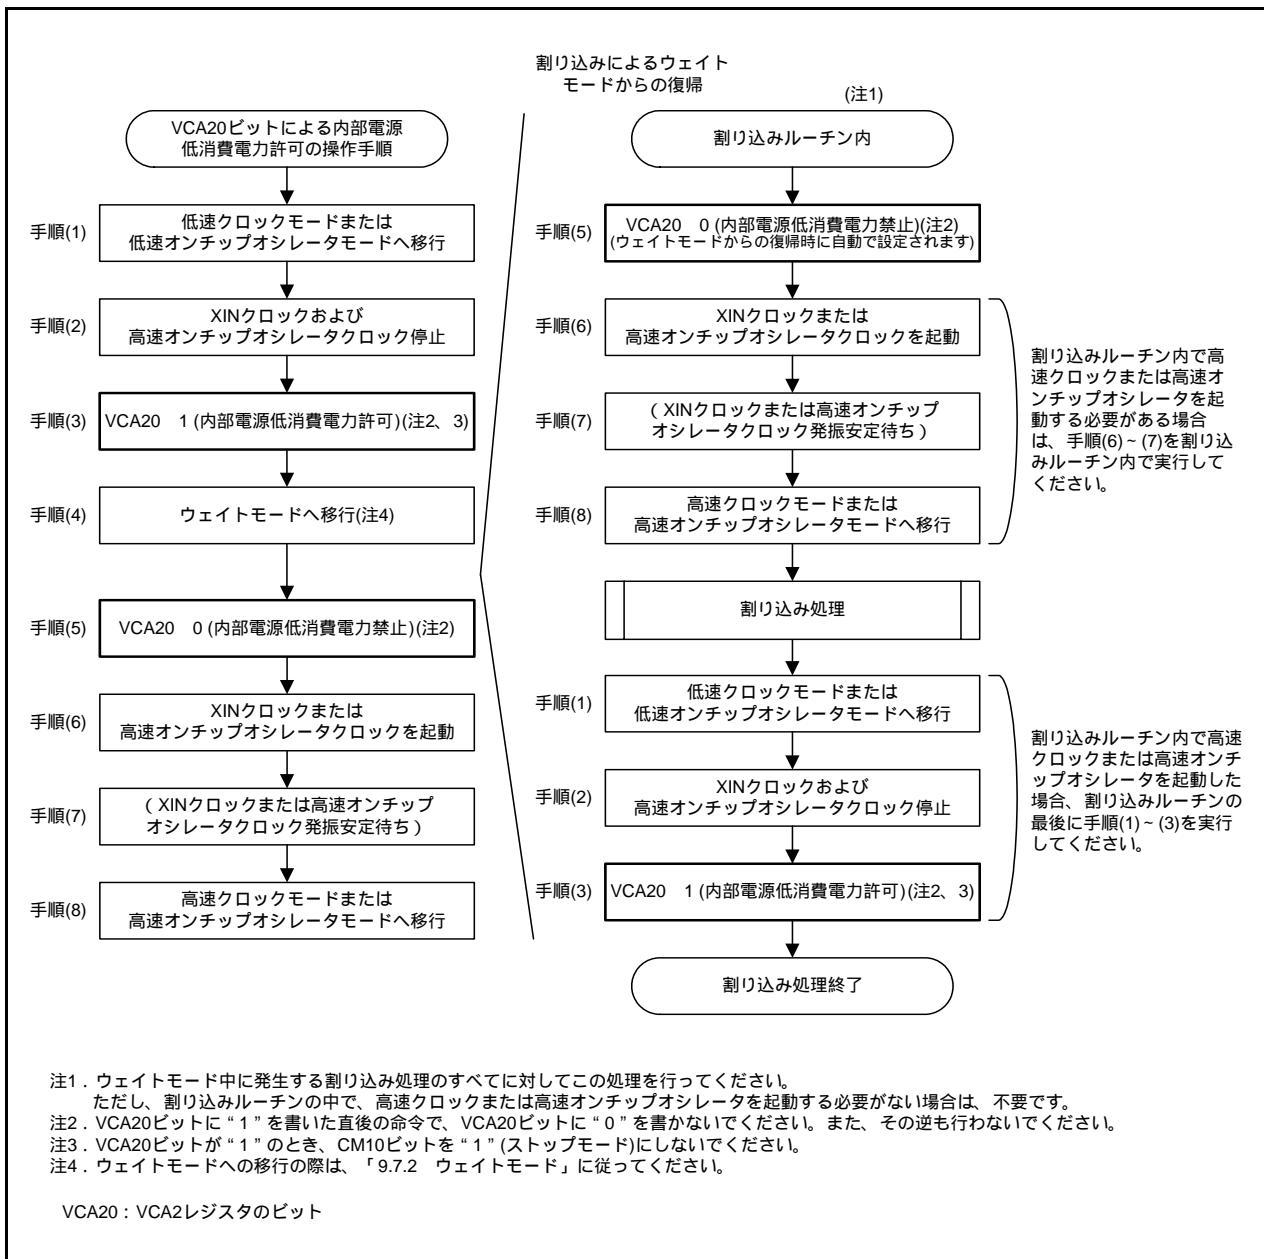 割り込みによるウェイト
モードからの復帰
VCA20ビットによる内部電源
低消費電力許可の操作手順
手順(1)
低速クロックモードまたは
低速オンチップオシレータモードへ移行
手順(2)
XINクロックおよび
高速オンチップオシレータクロック停止
手順(3)
VCA20 1 (内部電源低消費電力許可)(注2、3)
手順(4)
ウェイトモードへ移行(注4)
手順(5)
VCA20 0 (内部電源低消費電力禁止)(注2)
手順(6)
XINクロックまたは
高速オンチップオシレータクロックを起動
手順(7)
(XINクロックまたは高速オンチップ
オシレータクロック発振安定待ち)
手順(8)
高速クロックモードまたは
高速オンチップオシレータモードへ移行
(注1)
割り込みルーチン内
手順(5)
VCA20 0 (内部電源低消費電力禁止)(注2)
(ウェイトモードからの復帰時に自動で設定されます)
手順(6)
XINクロックまたは
高速オンチップオシレータクロックを起動
手順(7)
(XINクロックまたは高速オンチップ
オシレータクロック発振安定待ち)
手順(8)
高速クロックモードまたは
高速オンチップオシレータモードへ移行
割り込みルーチン内で高
速クロックまたは高速オ
ンチップオシレータを起
動する必要がある場合
は、手順(6)~(7)を割り込
みルーチン内で実行して
ください。
割り込み処理
手順(1)
低速クロックモードまたは
低速オンチップオシレータモードへ移行
手順(2)
XINクロックおよび
高速オンチップオシレータクロック停止
手順(3)
VCA20 1 (内部電源低消費電力許可)(注2、3)
割り込みルーチン内で高速
クロックまたは高速オンチ
ップオシレータを起動した
場合、割り込みルーチンの
最後に手順(1)~(3)を実行
してください。
割り込み処理終了
注1.ウェイトモード中に発生する割り込み処理のすべてに対してこの処理を行ってください。
ただし、割り込みルーチンの中で、高速クロックまたは高速オンチップオシレータを起動する必要がない場合は、不要です。
注2.VCA20ビットに“1”を書いた直後の命令で、VCA20ビットに“0”を書かないでください。また、その逆も行わないでください。
注3.VCA20ビットが“1”のとき、CM10ビットを“1”(ストップモード)にしないでください。
注4.ウェイトモードへの移行の際は、「9.7.2 ウェイトモード」に従ってください。
VCA20:VCA2レジスタのビット